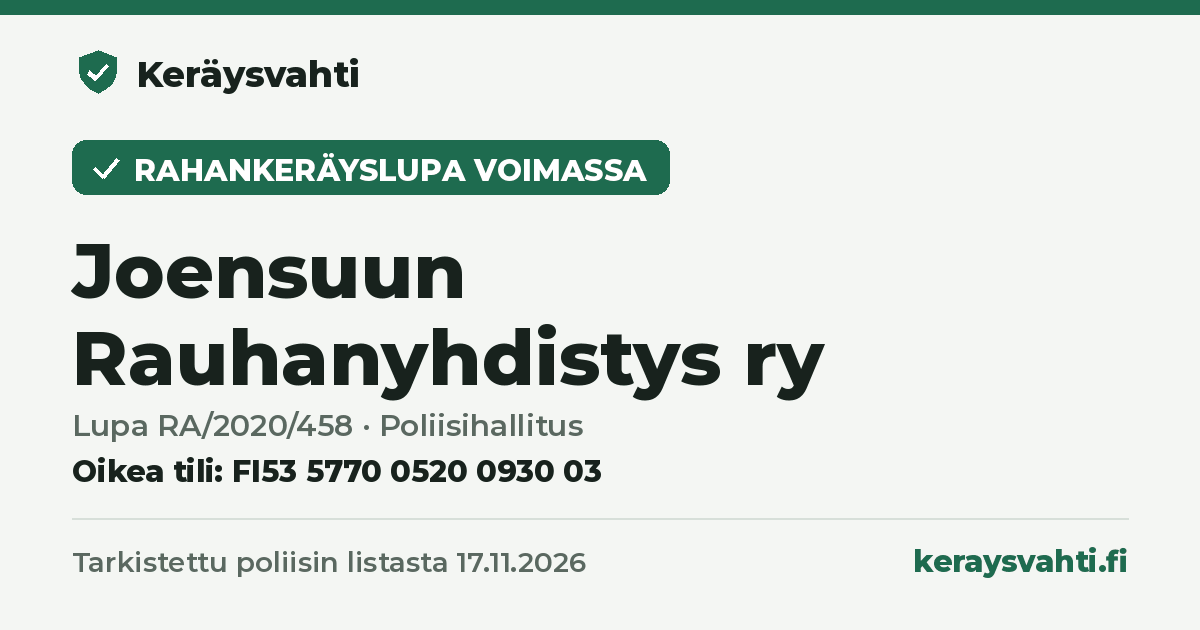 Keräysvahti
RAHANKERÄYSLUPA VOIMASSA
Joensuun
Rauhanyhdistys ry
Lupa RA/2020/458 · Poliisihallitus
Oikea tili: FI53 5770 0520 0930 03
Tarkistettu poliisin listasta 17.11.2026
keraysvahti.fi